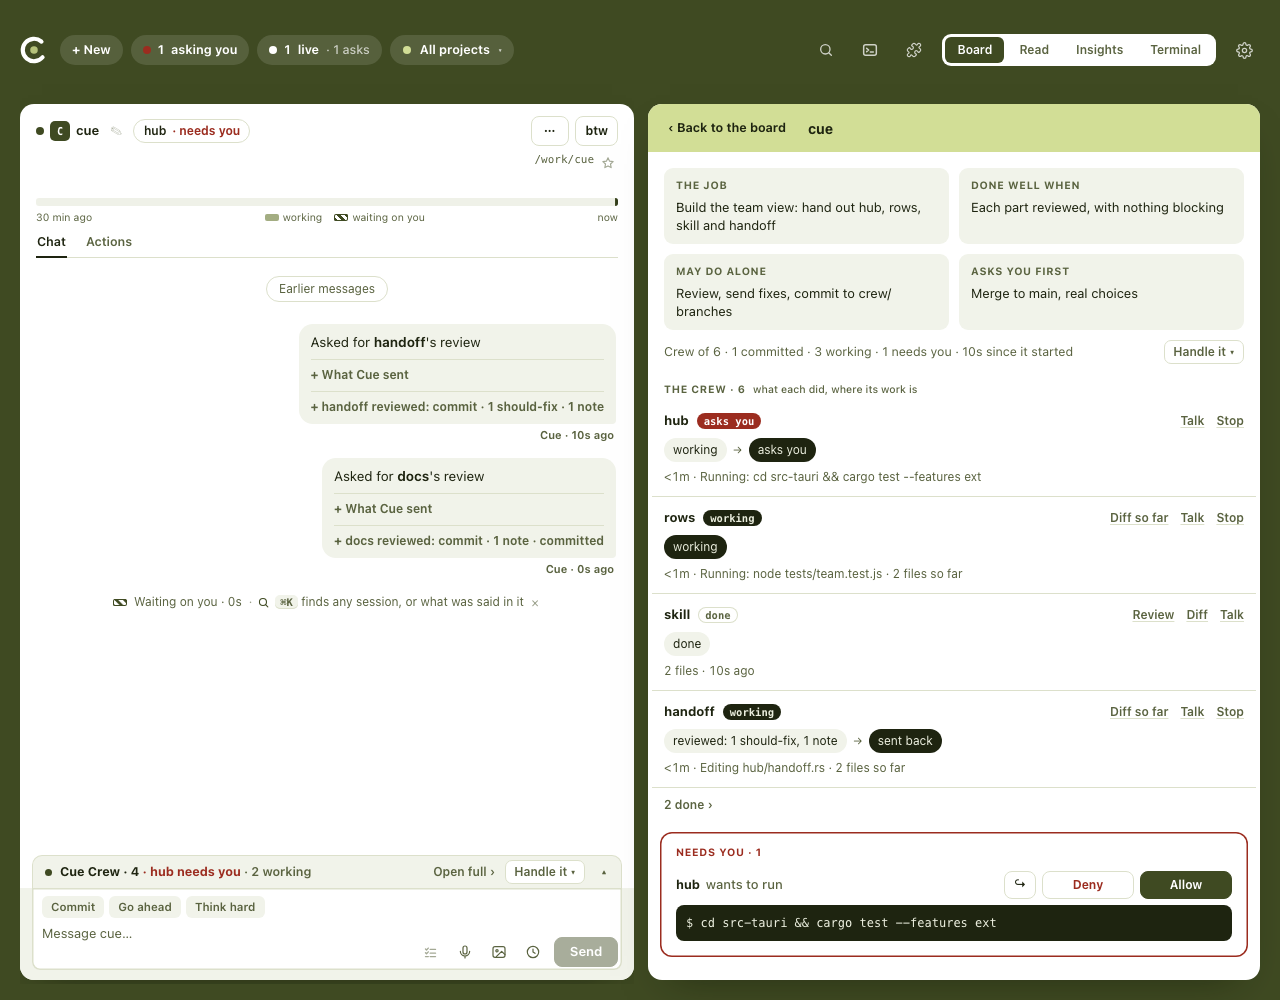 + New
1 asking you
1 live · 1 asks
All projects ·
Board
Read
Insights
Terminal
C cue
hub · needs you
···
btw
/work/cue
30 min ago
working
waiting on you
now
Chat
Actions
Earlier messages
Asked for handoff's review
+ What Cue sent
+ handoff reviewed: commit · 1 should-fix · 1 note
Cue · 10s ago
Asked for docs's review
+ What Cue sent
+ docs reviewed: commit · 1 note · committed
Cue · 0s ago
Waiting on you · 0s · ⌘K finds any session, or what was said in it ×
Cue Crew · 4 · hub needs you · 2 working
Open full ›
Handle it ▾
▴
Commit
Go ahead
Think hard
Message cue...
Send
‹ Back to the board
cue
THE JOB
Build the team view: hand out hub, rows,
skill and handoff
DONE WELL WHEN
Each part reviewed, with nothing blocking
MAY DO ALONE
Review, send fixes, commit to crew/
branches
ASKS YOU FIRST
Merge to main, real choices
Crew of 6 · 1 committed · 3 working · 1 needs you · 10s since it started
Handle it ▾
THE CREW · 6 what each did, where its work is
hub asks you
Talk Stop
working → asks you
<1m · Running: cd src-tauri && cargo test --features ext
rows working
Diff so far Talk Stop
working
<1m · Running: node tests/team.test.js · 2 files so far
skill done
Review Diff Talk
done
2 files · 10s ago
handoff working
Diff so far Talk Stop
reviewed: 1 should-fix, 1 note → sent back
<1m · Editing hub/handoff.rs · 2 files so far
2 done ›
NEEDS YOU · 1
hub wants to run
↪
Deny
Allow
$ cd src-tauri && cargo test --features ext